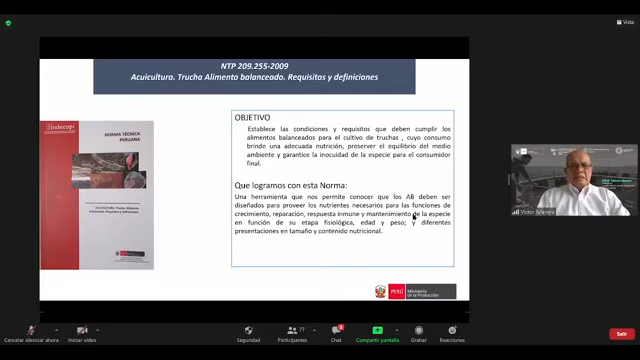 Vista
NTP 209.255-2009
Acuicultura. Trucha Alimento balanceado. Requisitos y definiciones
Indecopi
NORMA TÉCNICA
PERUANA
OBJETIVO
Establece las condiciones y requisitos que deben cumplir los
alimentos balanceados para el cultivo de truchas , cuyo consumo
brinde una adecuada nutrición, preserver el equilibrio del medio
ambiente y garantice la inocuidad de la especie para el consumidor
final.
Que logramos con esta Norma:
Una herramienta que nos permite conocer que los AB deben ser
diseñados para proveer los nutrientes necesarios para las funciones de
crecimiento, reparación, respuesta inmune y mantenimiento de la especie
en función de su etapa fisiológica, edad y peso; y diferentes
presentaciones en tamaño y contenido nutricional.
PERÚ
Ministerio
de la Producción
Cancelar silenciar ahora
Iniciar video
Seguridad
77
Participantes
Chat
Compartir pantalla
Grabar
Reacciones
Salir